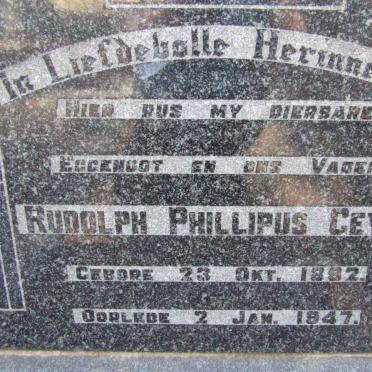 In Liefdevolle Herinne
HIER RUS MY DIERBARE
EGGENOOT EN ONS VADER
RUDOLPH PHILLIPUS CEY
GEBORE 23 OKT. 1882.
OORLEDE 2 JAN. 1947.